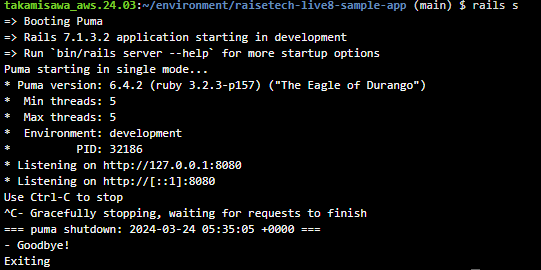 takamisawa_aws.24.03:~/environment/raisetech-live8-sample-app (main) $ rails s
=> Booting Puma
=> Rails 7.1.3.2 application starting in development
=> Run `bin/rails server --help` for more startup options
Puma starting in single mode...
* Puma version: 6.4.2 (ruby 3.2.3-p157) ("The Eagle of Durango")
*  Min threads: 5
*  Max threads: 5
*  Environment: development
*          PID: 32186
* Listening on http://127.0.0.1:8080
* Listening on http://[::1]:8080
Use Ctrl-C to stop
^C- Gracefully stopping, waiting for requests to finish
=== puma shutdown: 2024-03-24 05:35:05 +0000 ===
- Goodbye!
Exiting